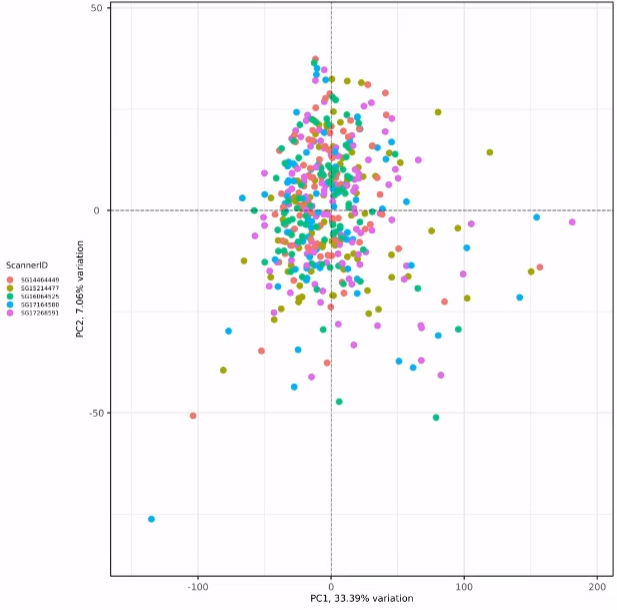 50
0
-50
PC2, 7.06% variation
ScannerID
SG14464449
SG15214477
SG16064525
SG17164580
SG17268591
-100
0
100
200
PC1, 33.39% variation